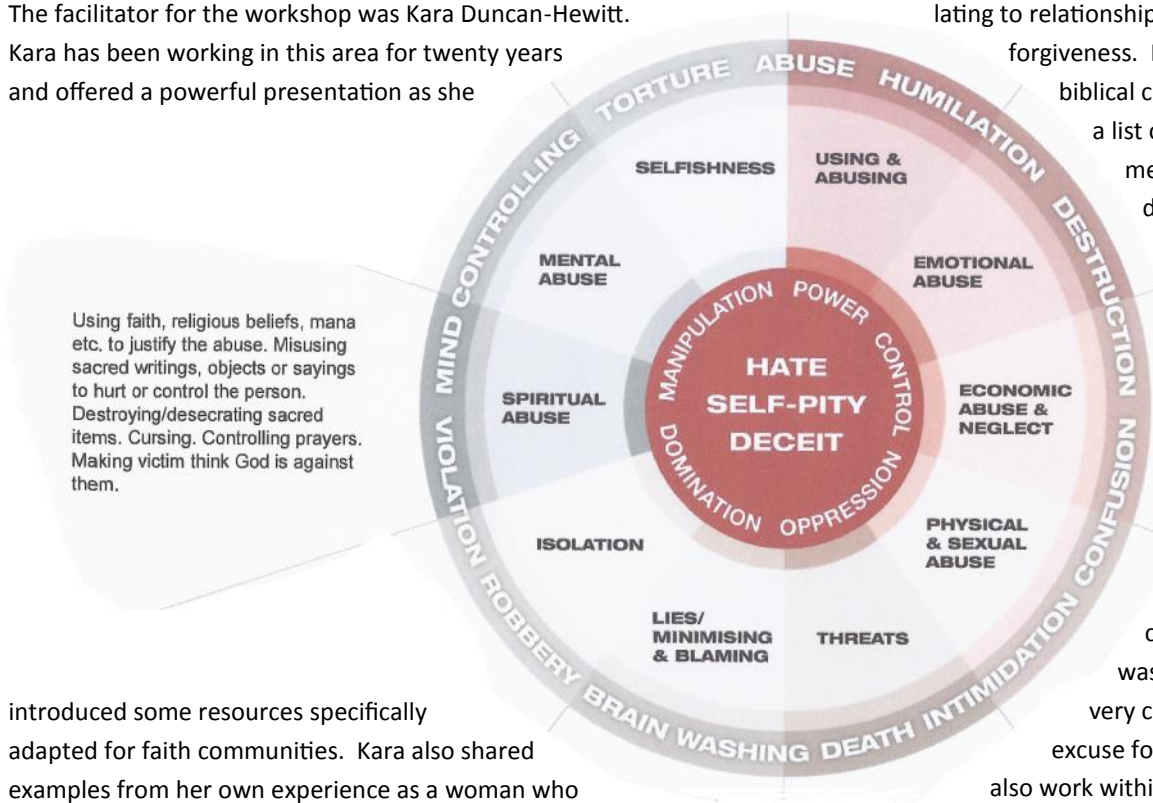 The facilitator for the workshop was Kara Duncan-Hewitt.
Kara has been working in this area for twenty years
and offered a powerful presentation as she
introduced some resources specifically
adapted for faith communities.  Kara also shared
examples from her own experience as a woman who
Using faith, religious beliefs, mana
etc. to justify the abuse. Misusing
sacred writings, objects or sayings
to hurt or control the person.
Destroying/desecrating sacred
items. Cursing. Controlling prayers.
Making victim think God is against
them.
TORTURE
ABUSE
HUMILIATION
DESTRUCTION
CONFUSION
INTIMIDATION
DEATH
BRAIN WASHING
ROBBERY
VIOLATION
MIND CONTROLLING
SELFISHNESS
USING &
ABUSING
EMOTIONAL
ABUSE
ECONOMIC
ABUSE &
NEGLECT
PHYSICAL
& SEXUAL
ABUSE
THREATS
LIES/
MINIMISING
& BLAMING
ISOLATION
SPIRITUAL
ABUSE
MENTAL
ABUSE
MANIPULATION
POWER
CONTROL
OPPRESSION
DOMINATION
HATE
SELF-PITY
DECEIT
lating to relationship
forgiveness.
biblical
a list
was
very
excuse
also work